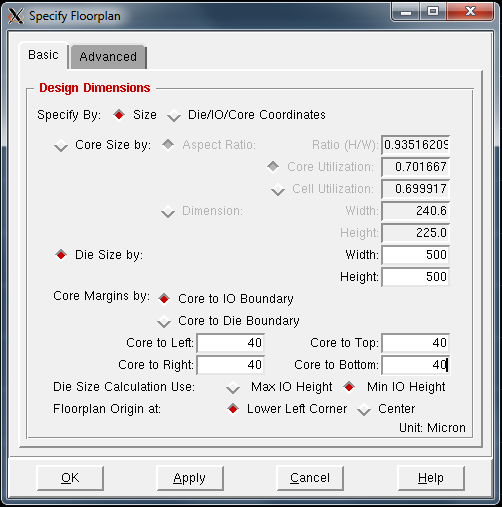 Specify Floorplan
Basic Advanced
Design Dimensions
Specify By: Size Die/IO/Core Coordinates
Core Size by: Aspect Ratio: Ratio (H/W): 0.93516209
Core Utilization: 0.701667
Cell Utilization: 0.699917
Dimension: Width: 240.6
Height: 225.0
Die Size by: Width: 500
Height: 500
Core Margins by: Core to IO Boundary
Core to Die Boundary
Core to Left: 40 Core to Top: 40
Core to Right: 40 Core to Bottom: 40
Die Size Calculation Use: Max IO Height Min IO Height
Floorplan Origin at: Lower Left Corner Center
Unit: Micron
OK Apply Cancel Help